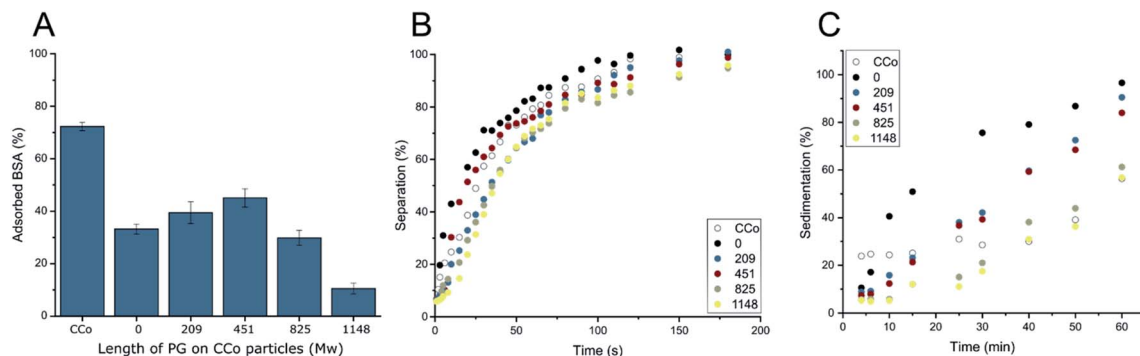 A
100
80
60
40
20
0
Adsorbed BSA (%)
CCo 0 209 451 825 1148
Length of PG on CCo particles (Mw)
B
100
80
60
40
20
0
Separation (%)
CCo
0
209
451
825
1148
0 50 100 150 200
Time (s)
C
100
80
60
40
20
0
Sedimentation (%)
CCo
0
209
451
825
1148
0 10 20 30 40 50 60
Time (min)